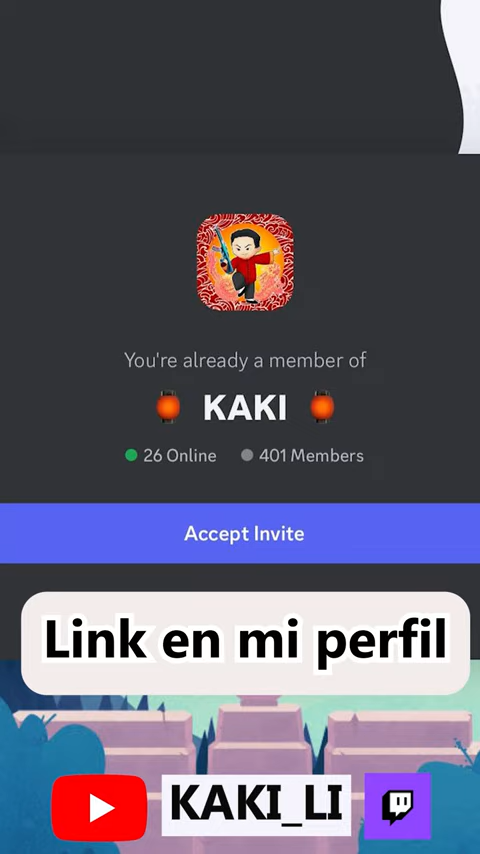 You're already a member of
KAKI
26 Online 401 Members
Accept Invite
Link en mi perfil
KAKI_LI